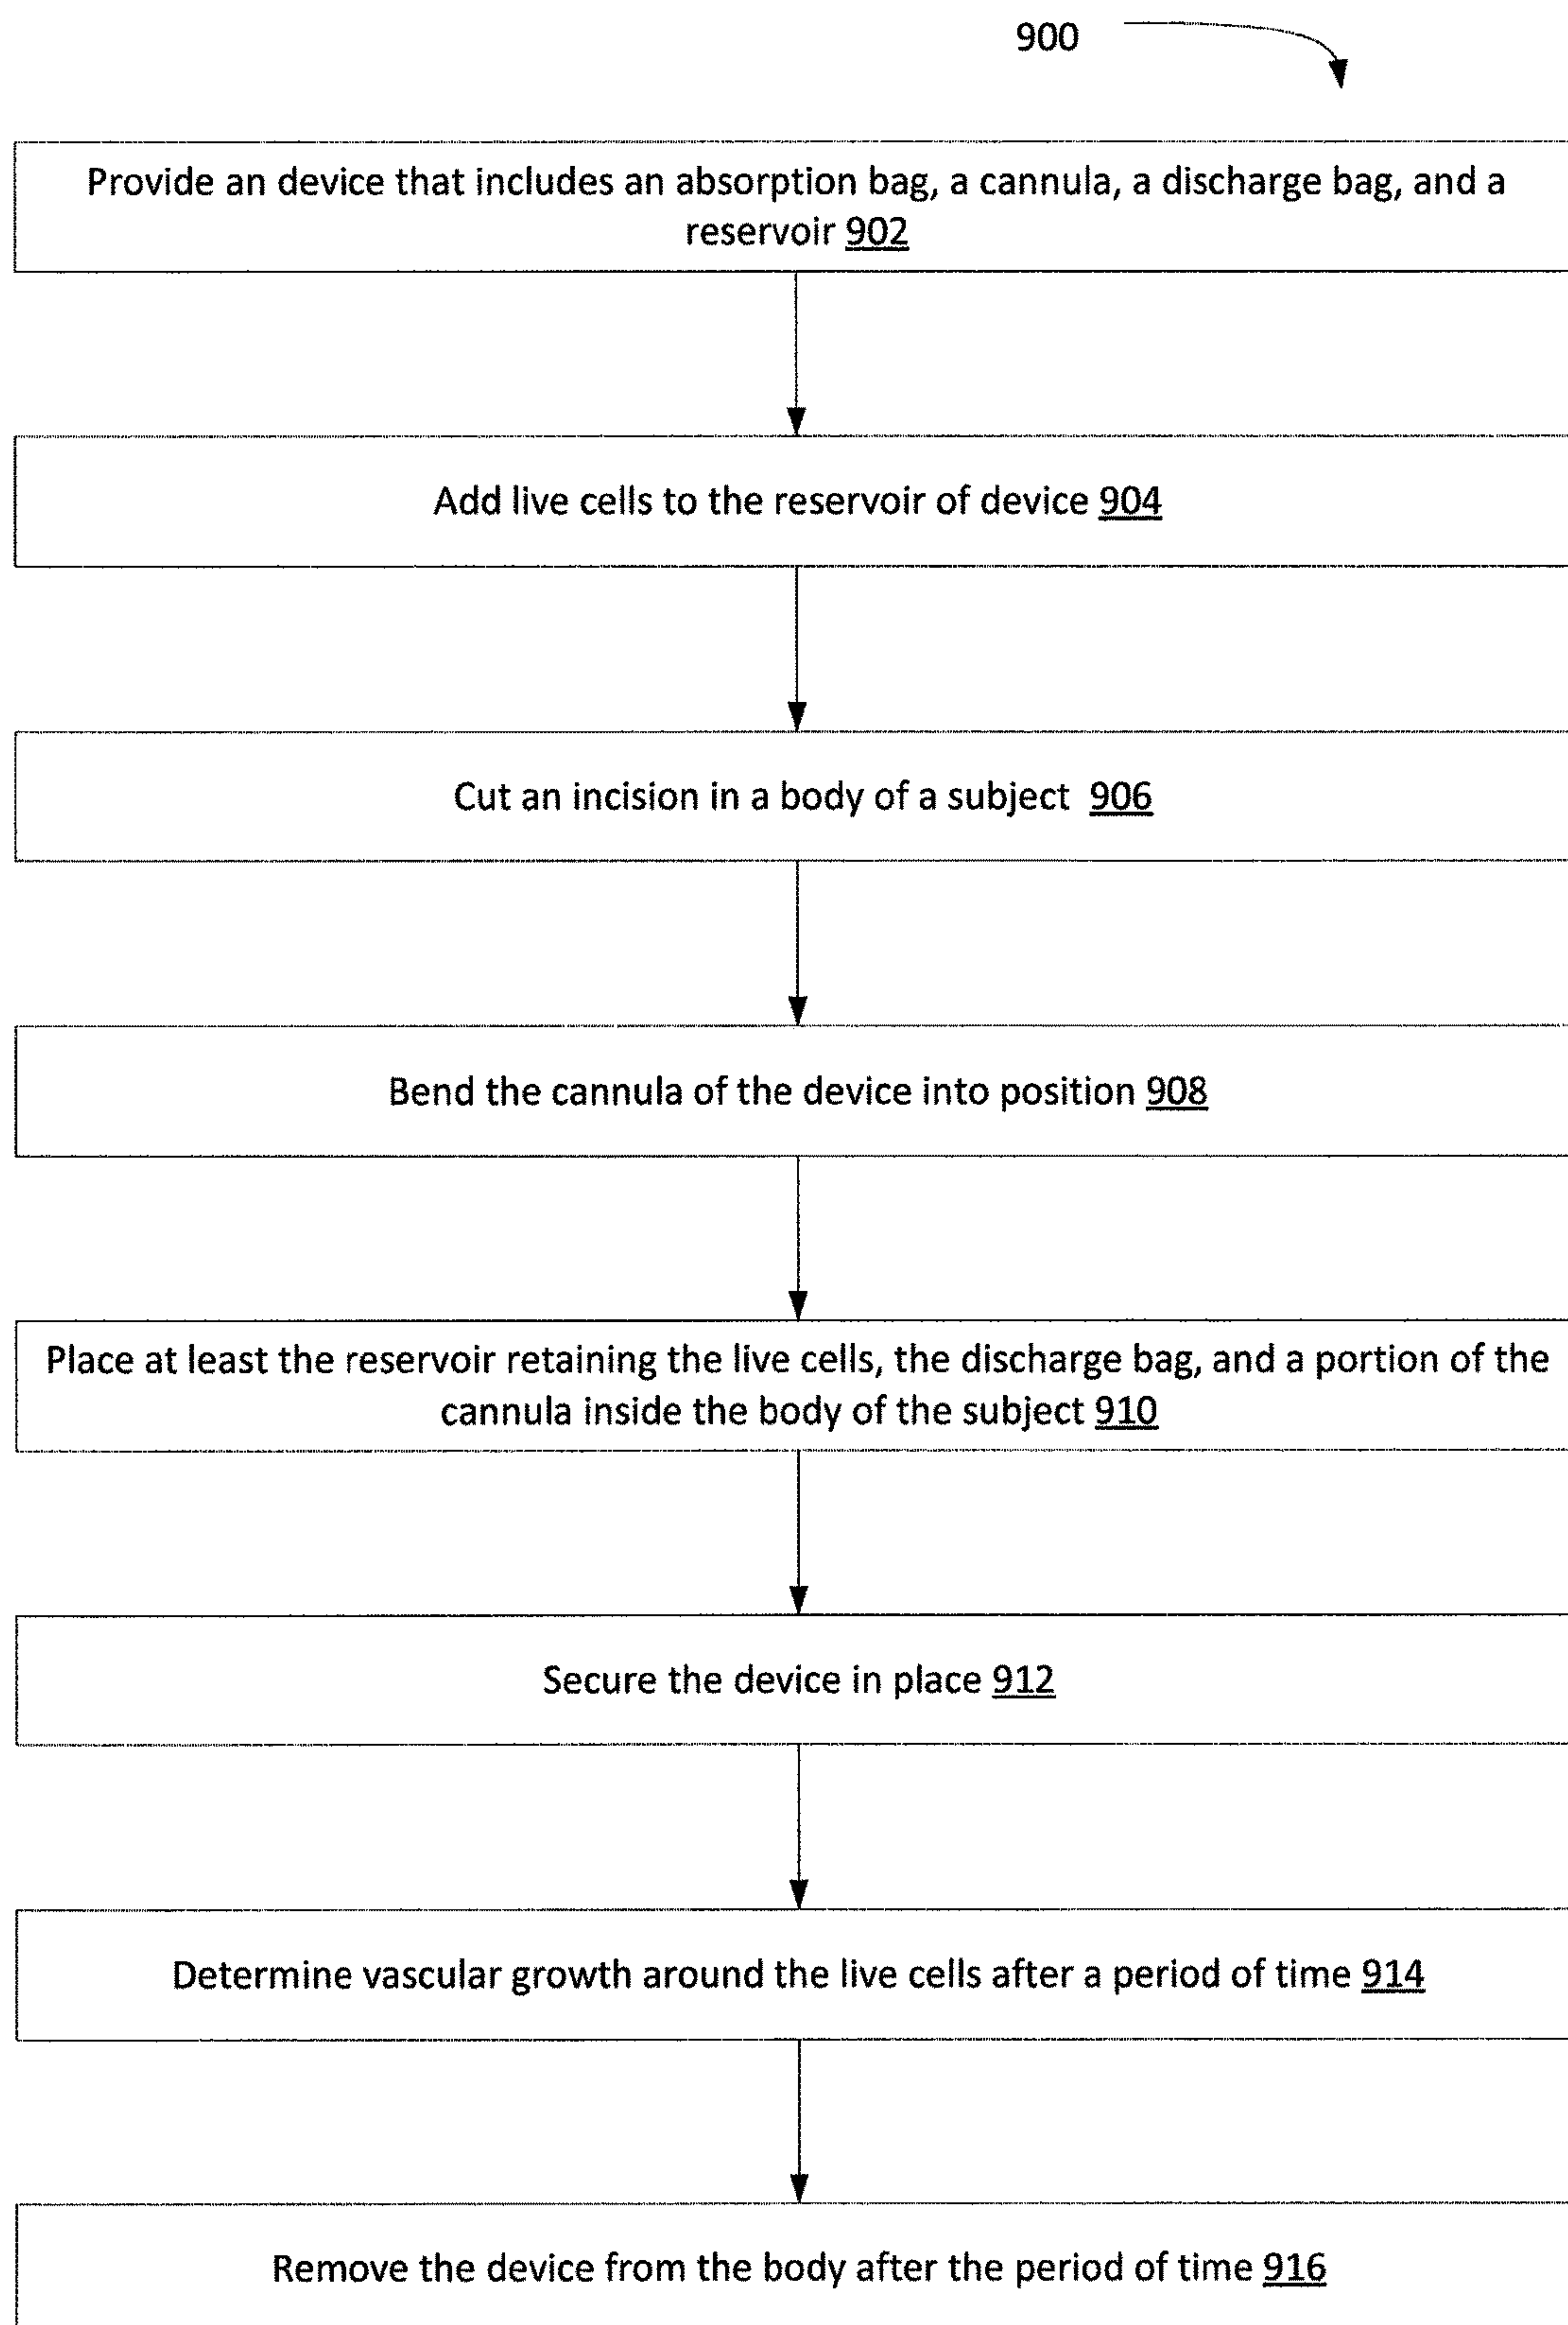 900
Provide an device that includes an absorption bag, a cannula, a discharge bag, and a
reservoir 902
Add live cells to the reservoir of device 904
Cut an incision in a body of a subject 906
Bend the cannula of the device into position 908
Place at least the reservoir retaining the live cells, the discharge bag, and a portion of the
cannula inside the body of the subject 910
Secure the device in place 912
Determine vascular growth around the live cells after a period of time 914
Remove the device from the body after the period of time 916